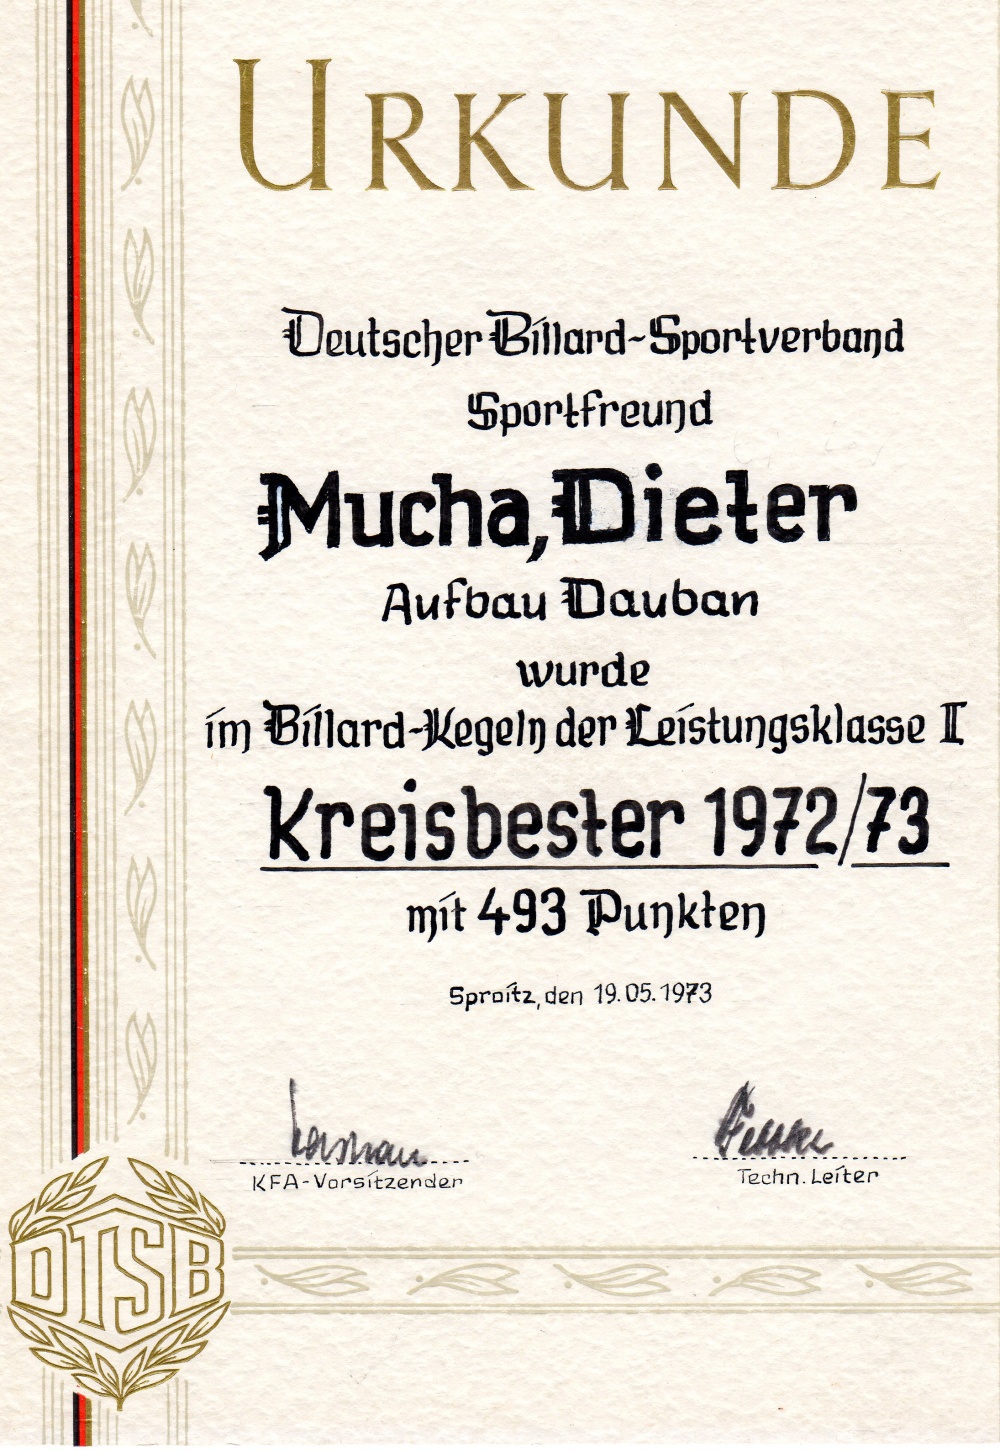 URKUNDE
Deutscher Billard-Sportverband
Sportfreund
Mucha, Dieter
Aufbau Dauban
wurde
im Billard-Kegeln der Leistungsklasse II
Kreisbester 1972/73
mit 493 Punkten
Sproitz, den 19.05.1973
KFA-Vorsitzender
Techn. Leiter
DTSB